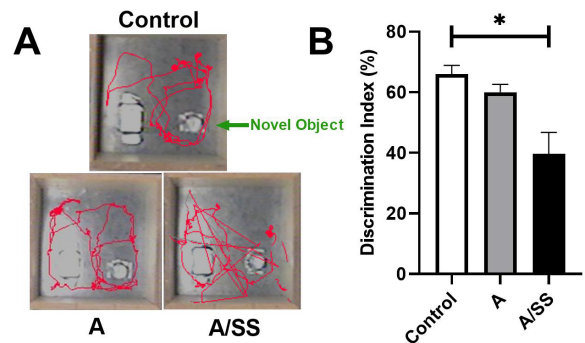 A
Control
Novel Object
A
A/SS
B
*
Discrimination Index (%)
80
60
40
20
0
Control
A
A/SS